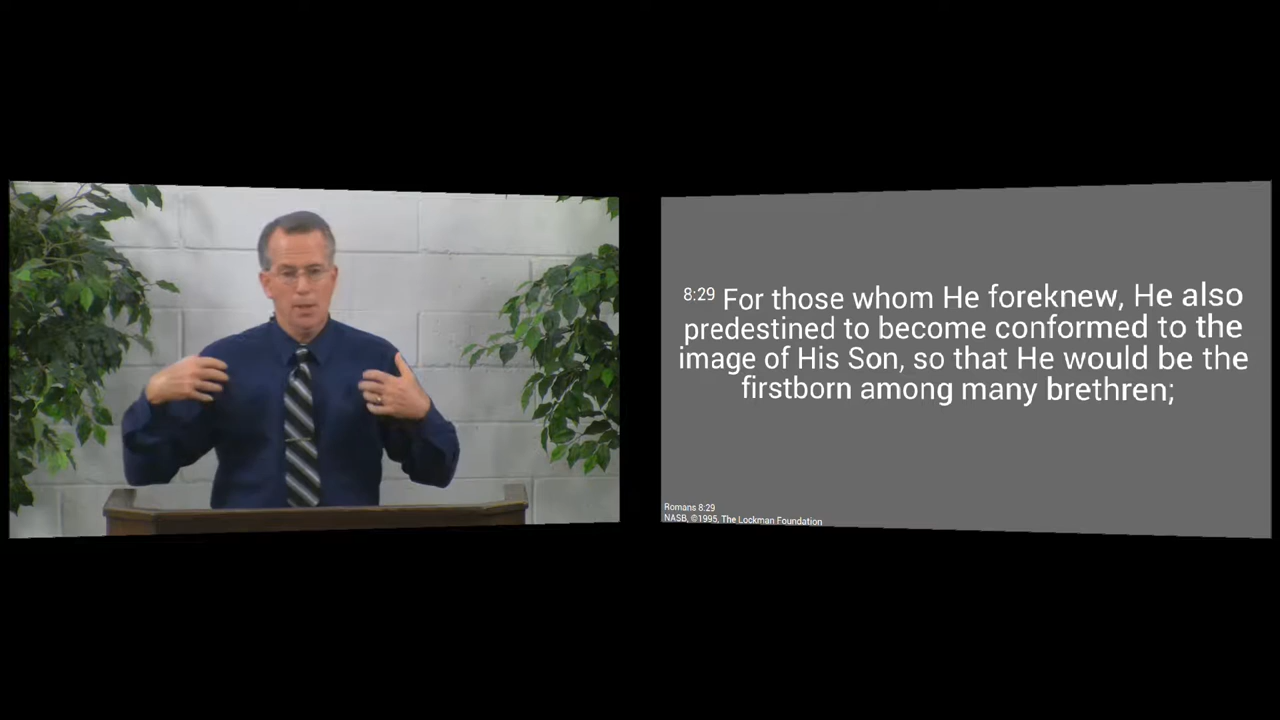 8:29 For those whom He foreknew, He also
predestined to become conformed to the
image of His Son, so that He would be the
firstborn among many brethren;
Romans 8:29
NASB, ©1995, The Lockman Foundation